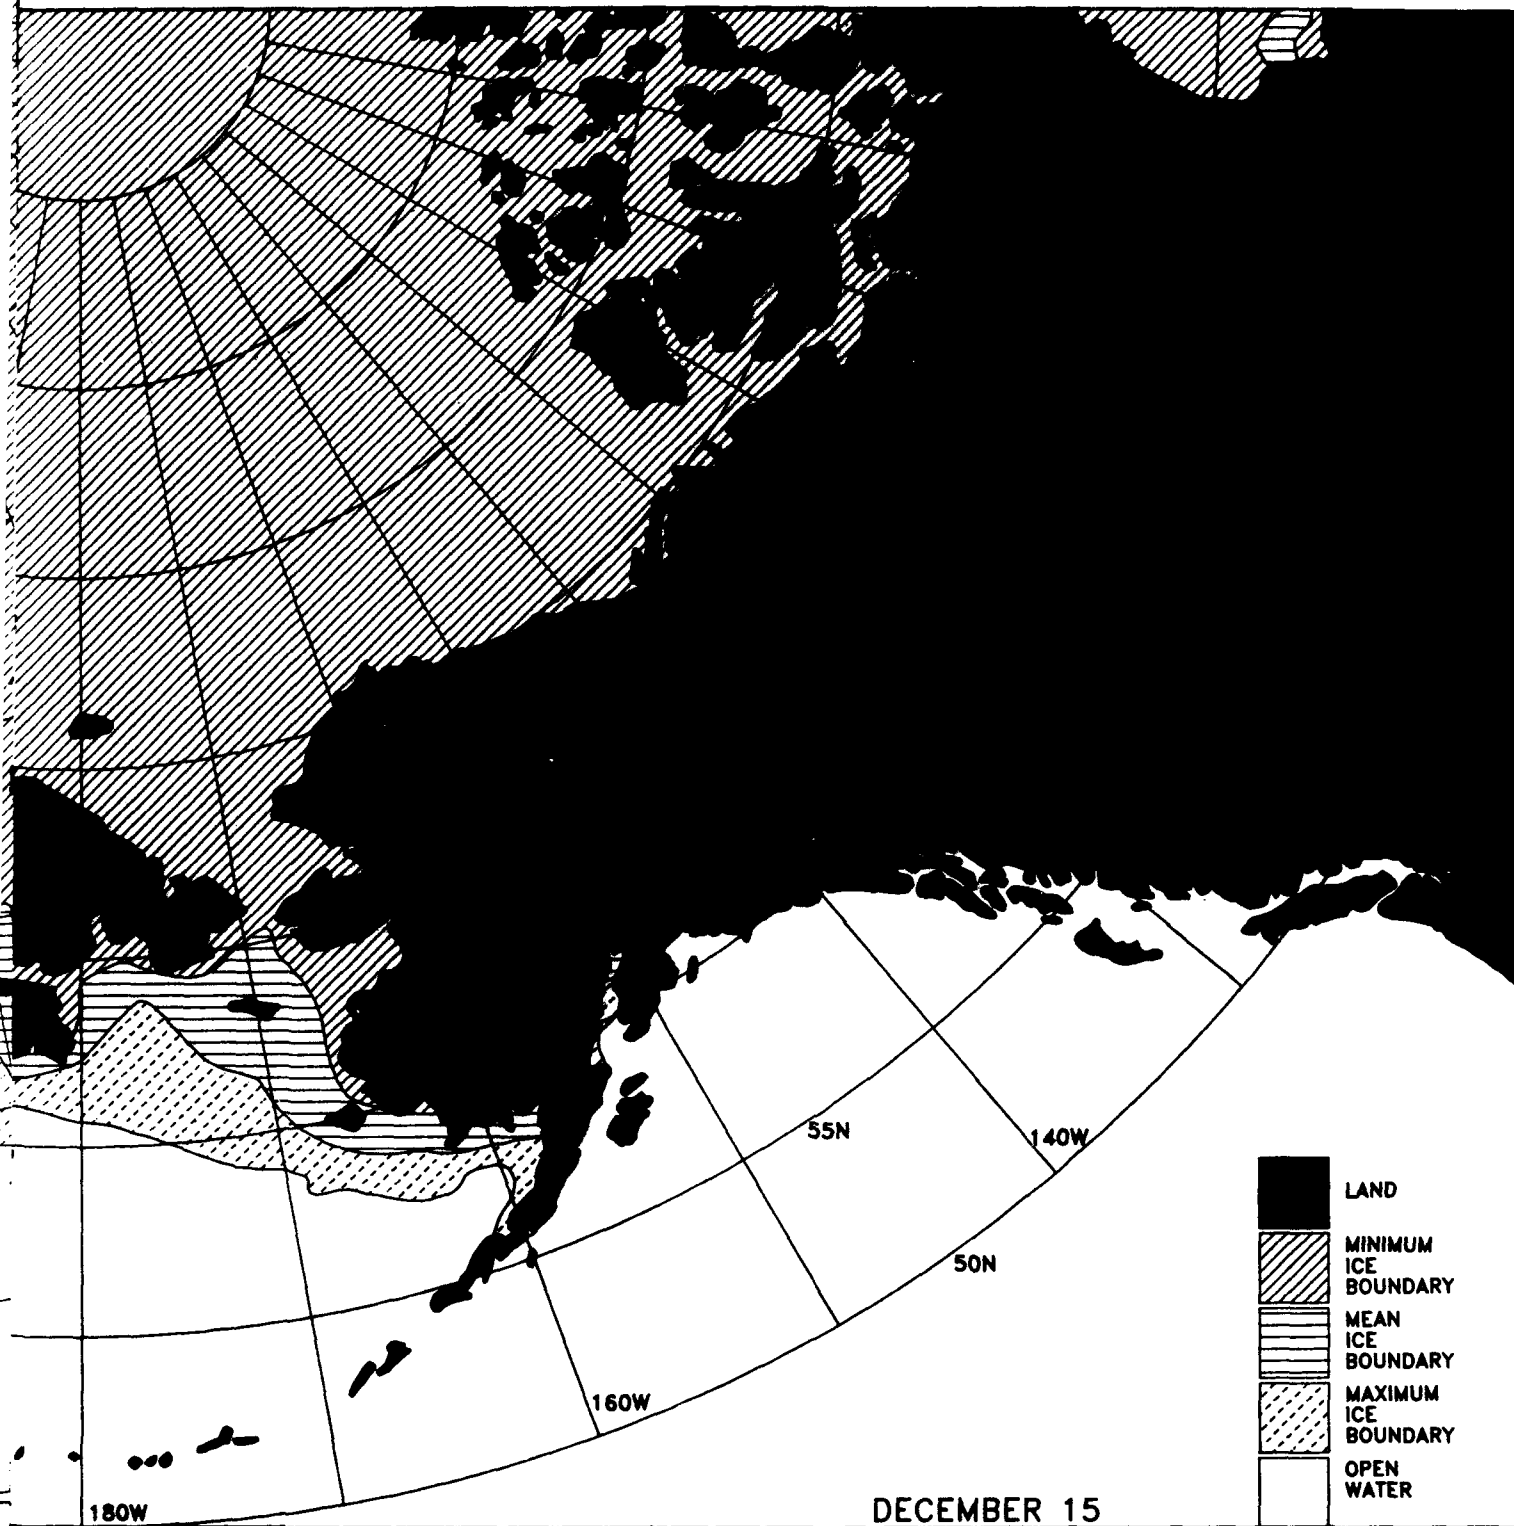 55N
140W
50N
160W
180W
LAND
MINIMUM
ICE
BOUNDARY
MEAN
ICE
BOUNDARY
MAXIMUM
ICE
BOUNDARY
OPEN
WATER
DECEMBER 15